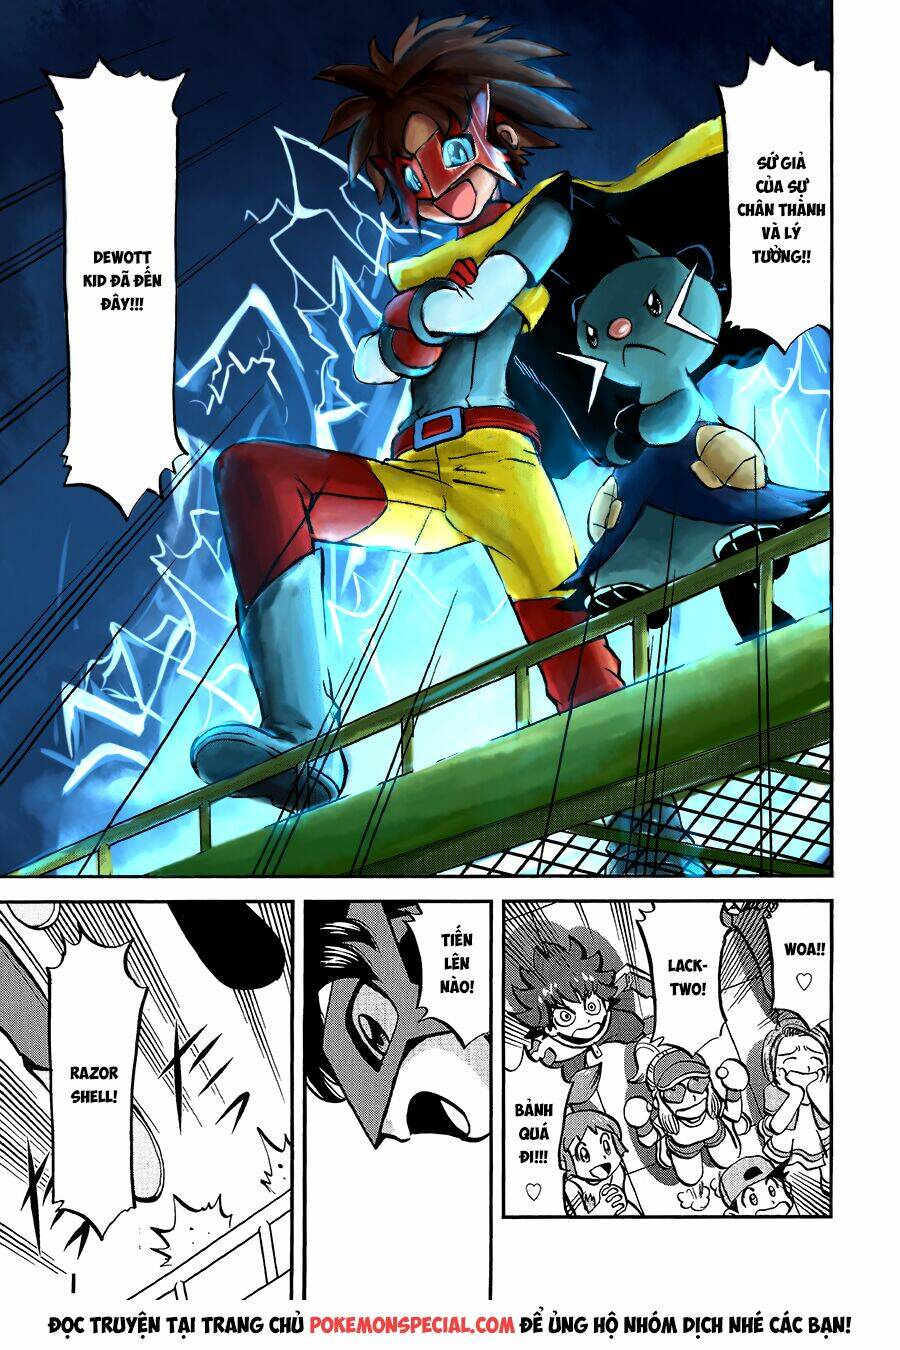 SỨ GIẢ
CỦA SỰ
CHÂN THÀNH
VÀ LÝ
TƯỞNG!!
DEWOTT
KID ĐÃ ĐẾN
ĐÂY!!!
WOA!!
LACK-
TWO!
BẢNH
QUÁ
ĐI!!!
TIẾN
LÊN
NÀO!
RAZOR
SHELL!
1
ĐỌC TRUYỆN TẠI TRANG CHỦ POKEMONSPECIAL.COM ĐỂ ỦNG HỘ NHÓM DỊCH NHÉ CÁC BẠN!